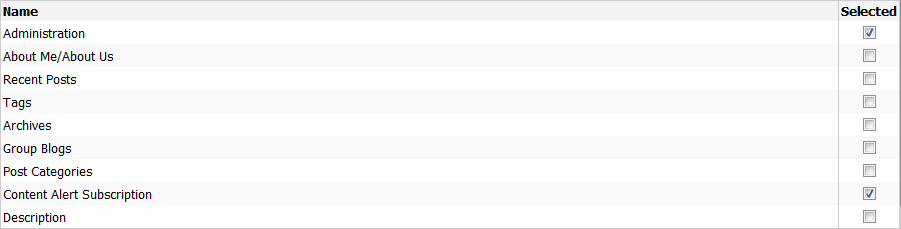 Name Selected
Administration
About Me/About Us
Recent Posts
Tags
Archives
Group Blogs
Post Categories
Content Alert Subscription
Description